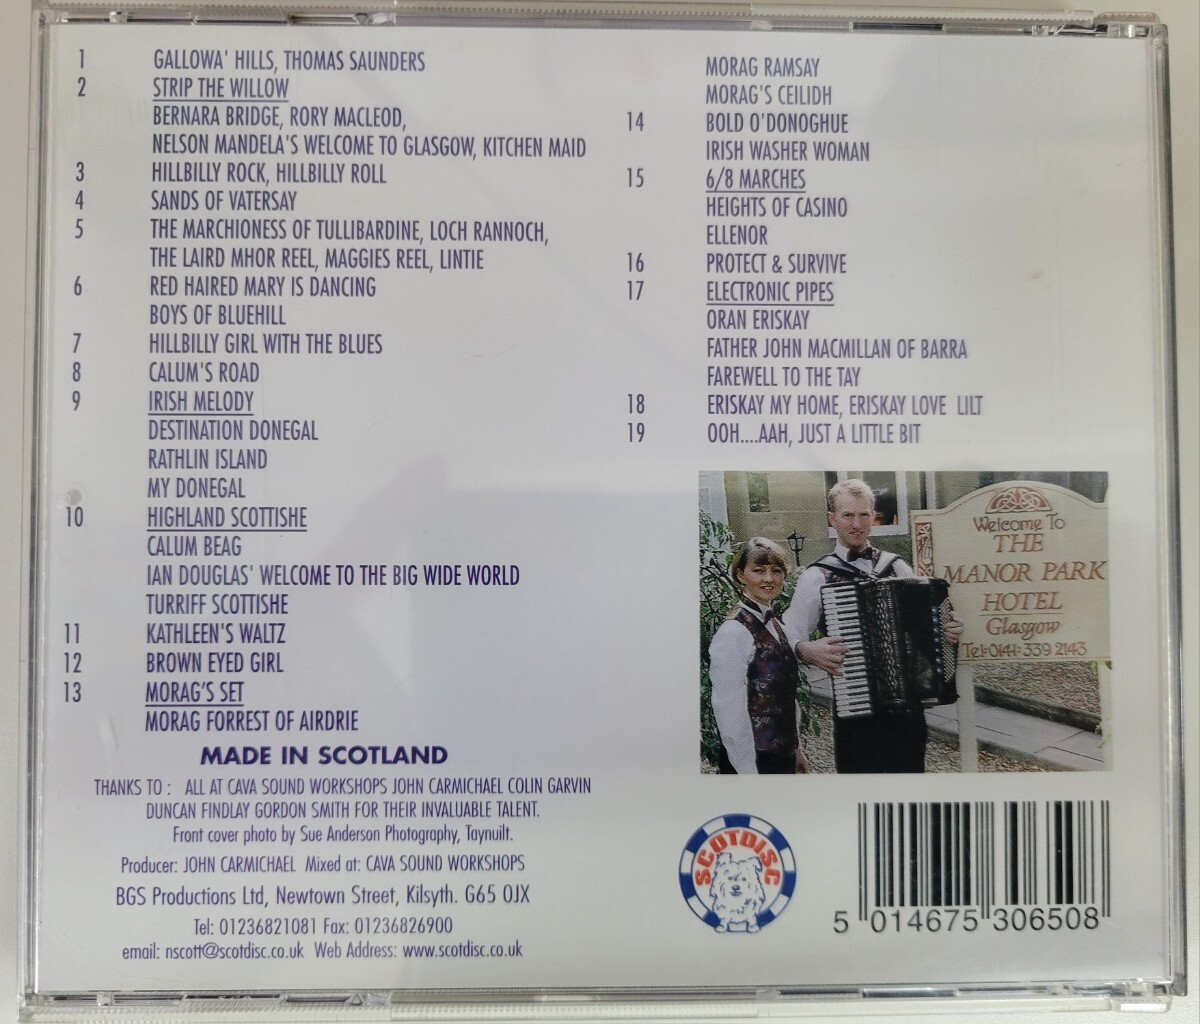 1 GALLOWA' HILLS, THOMAS SAUNDERS
2 STRIP THE WILLOW
BERNARA BRIDGE, RORY MACLEOD,
NELSON MANDELA'S WELCOME TO GLASGOW, KITCHEN MAID
3 HILLBILLY ROCK, HILLBILLY ROLL
4 SANDS OF VATERSAY
5 THE MARCHIONESS OF TULLIBARDINE, LOCH RANNOCH,
THE LAIRD MHOR REEL, MAGGIES REEL, LINTIE
6 RED HAIRED MARY IS DANCING
BOYS OF BLUEHILL
7 HILLBILLY GIRL WITH THE BLUES
8 CALUM'S ROAD
9 IRISH MELODY
DESTINATION DONEGAL
RATHLIN ISLAND
MY DONEGAL
10 HIGHLAND SCOTTISHE
CALUM BEAG
IAN DOUGLAS' WELCOME TO THE BIG WIDE WORLD
TURRIFF SCOTTISHE
11 KATHLEEN'S WALTZ
12 BROWN EYED GIRL
13 MORAG'S SET
MORAG FORREST OF AIRDRIE
MORAG RAMSAY
MORAG'S CEILIDH
14 BOLD O'DONOGHUE
IRISH WASHER WOMAN
15 6/8 MARCHES
HEIGHTS OF CASINO
ELLENOR
16 PROTECT & SURVIVE
17 ELECTRONIC PIPES
ORAN ERISKAY
FATHER JOHN MACMILLAN OF BARRA
FAREWELL TO THE TAY
18 ERISKAY MY HOME, ERISKAY LOVE LILT
19 OOH....AAH, JUST A LITTLE BIT
MADE IN SCOTLAND
THANKS TO : ALL AT CAVA SOUND WORKSHOPS JOHN CARMICHAEL COLIN GARVIN
DUNCAN FINDLAY GORDON SMITH FOR THEIR INVALUABLE TALENT.
Front cover photo by Sue Anderson Photography, Taynuilt.
Producer: JOHN CARMICHAEL Mixed at: CAVA SOUND WORKSHOPS
BGS Productions Ltd, Newtown Street, Kilsyth. G65 0JX
Tel: 01236821081 Fax: 01236826900
email: nscott@scotdisc.co.uk Web Address: www.scotdisc.co.uk
Welcome To
THE
MANOR PARK
HOTEL
Glasgow
Tel: 0141-339 2143
SCOTDISC
5 014675 306508